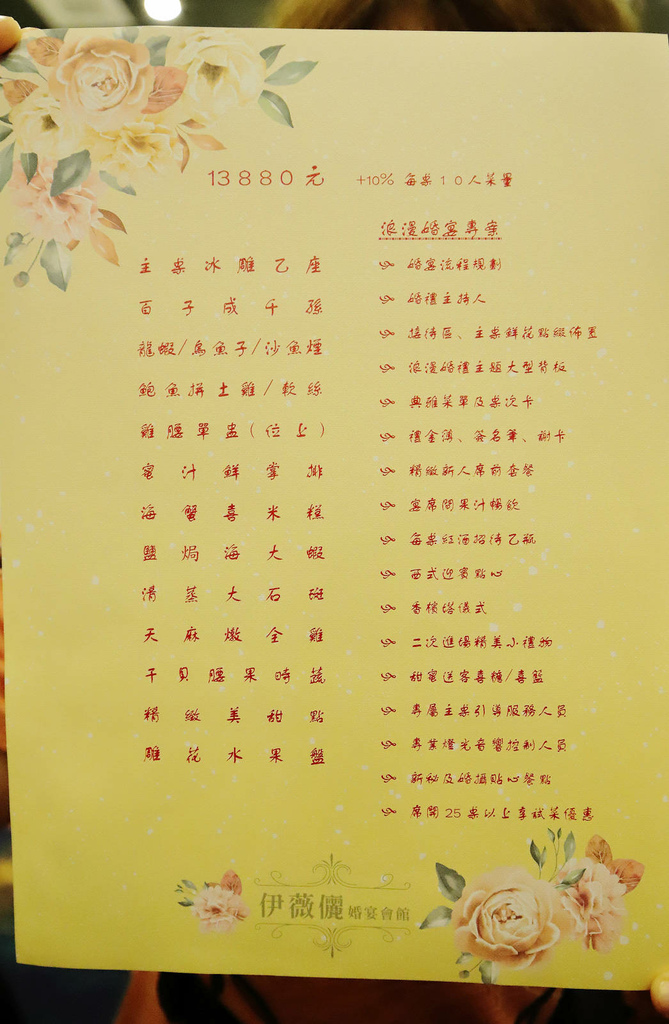 13880元 +10% 每桌10人菜量
主桌冰雕乙座
百子成千孫
龍蝦/烏魚子/沙魚煙
鮑魚拼土雞/軟絲
雞腰單盅(位上)
蜜汁鮮掌排
海蟹喜米糕
鹽焗海大蝦
清蒸大石斑
天麻燉全雞
干貝腰果時蔬
精緻美甜點
雕花水果盤
浪漫婚宴專案
婚宴流程規劃
婚禮主持人
接待區、主桌鮮花點綴佈置
浪漫婚禮主題大型背板
典雅菜單及桌次卡
禮金簿、簽名筆、謝卡
精緻新人席前套餐
宴席間果汁暢飲
每桌紅酒招待乙瓶
西式迎賓點心
香檳塔儀式
二次進場精美小禮物
甜蜜送客喜糖/喜籃
專屬主桌引導服務人員
專業燈光音響控制人員
新秘及婚攝貼心餐點
席開25桌以上享試菜優惠
伊薇儷婚宴會館